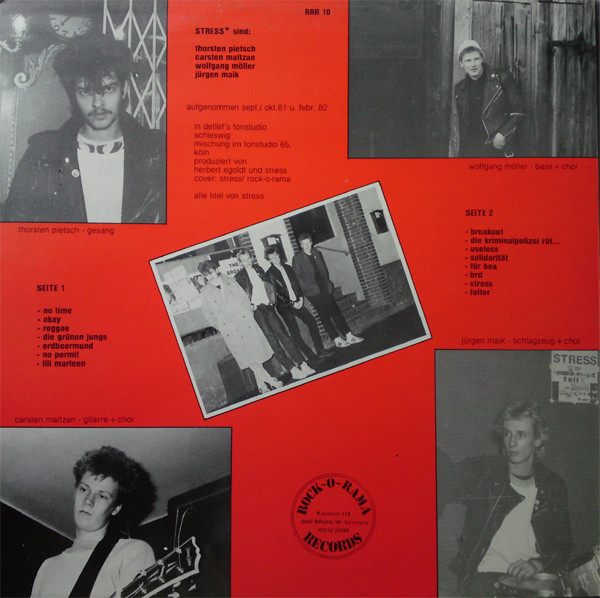 RRR 10
STRESS* sind:
thorsten pietsch
carsten maltzan
wolfgang möller
jürgen maik
aufgenommen sept./ okt.81 u. febr. 82
in detlef's tonstudio
schleswig
mischung im tonstudio 65,
köln
produziert von
herbert egoldt und stress
cover: stress/ rock-o-rama
alle titel von stress
wolfgang möller - bass + chor
thorsten pietsch - gesang
SEITE 2
- breakout
- die kriminalpolizei rät...
- useless
- solidarität
- für bea
- brd
- stress
- folter
THE
SEITE 1
- no time
- okay
- reggae
- die grünen jungs
- erdbeermund
- no permit
- lili marleen
jürgen maik - schlagzeug + chor
STRESS
carsten maltzan - gitarre + chor
ROCK-O-RAMA
5040 BRÜHL/W. Germany
RECORDS